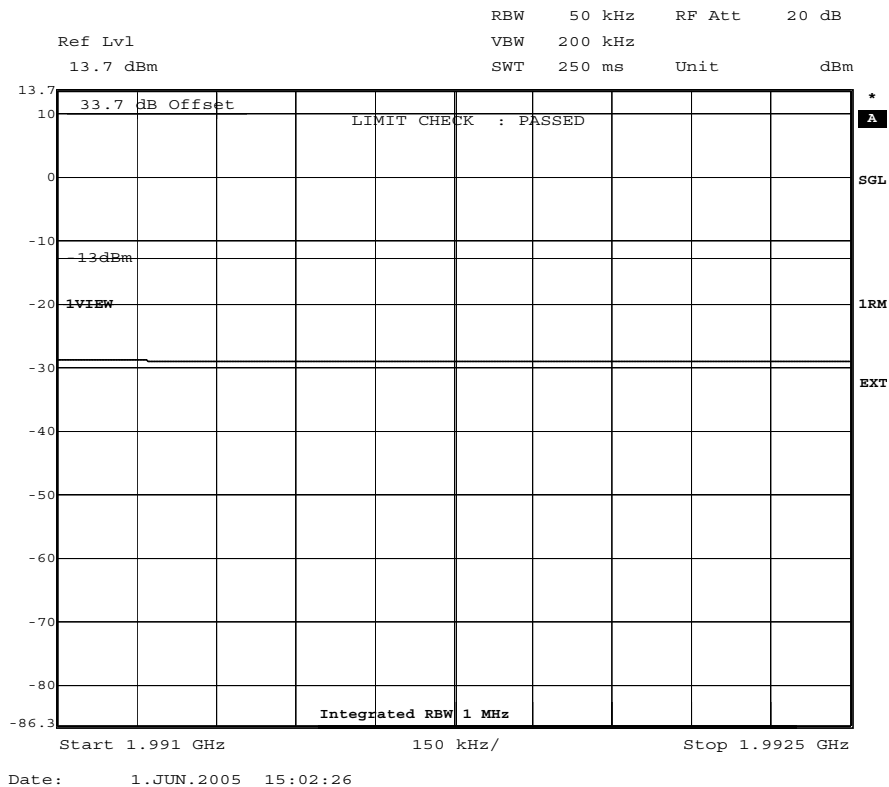 RBW 50 kHz RF Att 20 dB
Ref Lvl VBW 200 kHz
13.7 dBm SWT 250 ms Unit dBm
13.7
33.7 dB Offset
*
10
LIMIT CHECK : PASSED
A
0
SGL
-10
-13dBm
-20
1VIEW
1RM
-30
EXT
-40
-50
-60
-70
-80
Integrated RBW 1 MHz
-86.3
Start 1.991 GHz 150 kHz/ Stop 1.9925 GHz
Date: 1.JUN.2005 15:02:26